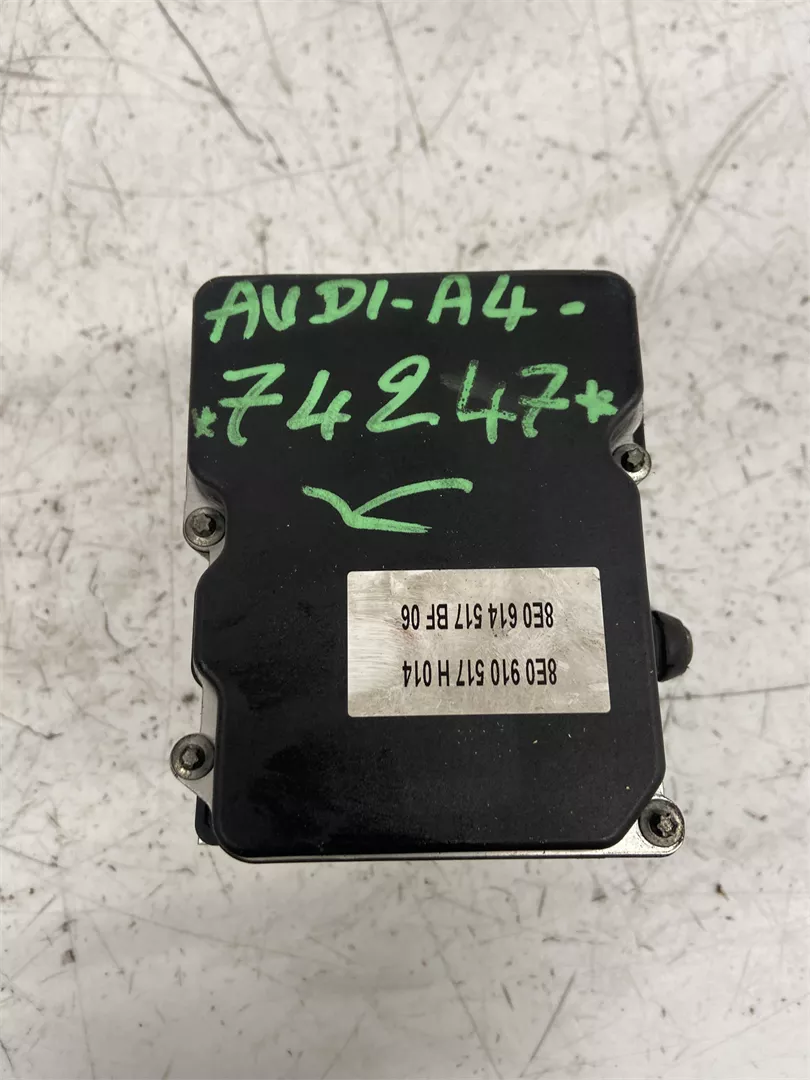 AUDI-A4-
*74247*
8E0 910 517 H 014
8E0 614 517 BF 06